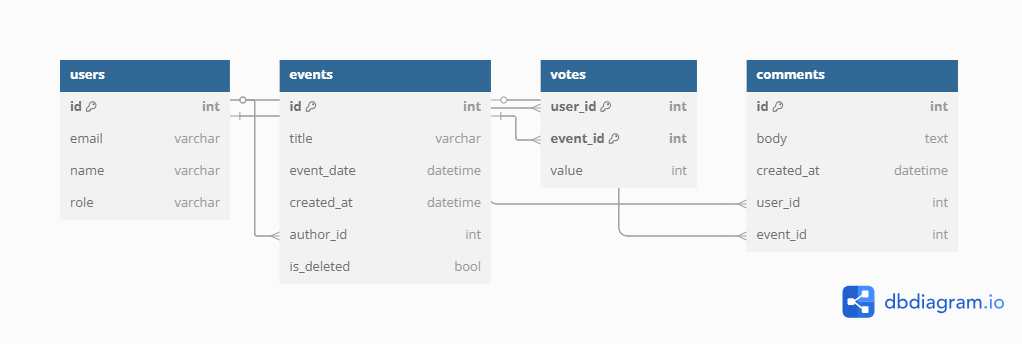 users
id int
email varchar
name varchar
role varchar
events
id int
title varchar
event_date datetime
created_at datetime
author_id int
is_deleted bool
votes
user_id int
event_id int
value int
comments
id int
body text
created_at datetime
user_id int
event_id int
dbdiagram.io